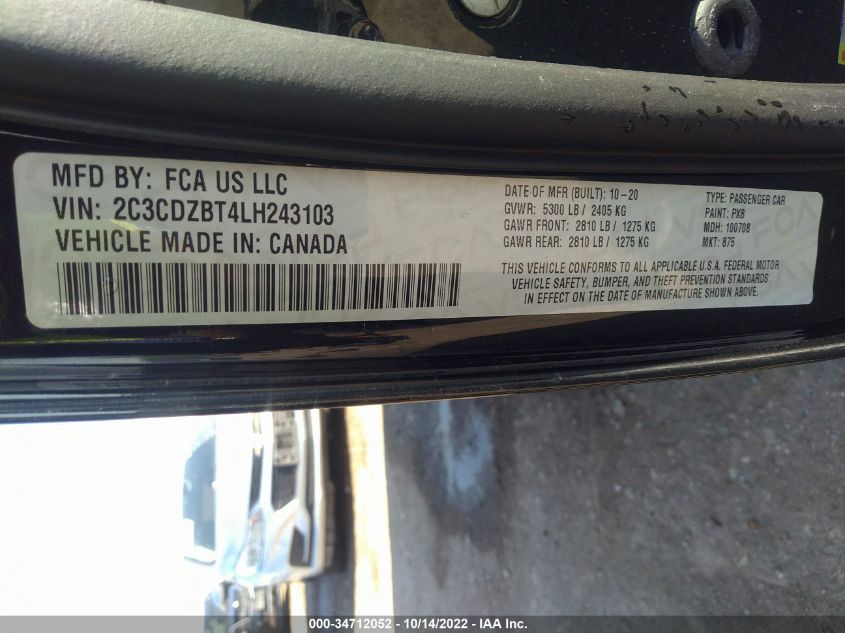 MFD BY: FCA US LLC
VIN: 2C3CDZBT4LH243103
VEHICLE MADE IN: CANADA
DATE OF MFR (BUILT): 10-20
GVWR: 5300 LB / 2405 KG
GAWR FRONT: 2810 LB / 1275 KG
GAWR REAR: 2810 LB / 1275 KG
TYPE: PASSENGER CAR
PAINT: PX8
MDH: 100708
MKT: 875
THIS VEHICLE CONFORMS TO ALL APPLICABLE U.S.A. FEDERAL MOTOR
VEHICLE SAFETY, BUMPER, AND THEFT PREVENTION STANDARDS
IN EFFECT ON THE DATE OF MANUFACTURE SHOWN ABOVE.
000-34712052 - 10/14/2022 - IAA Inc.